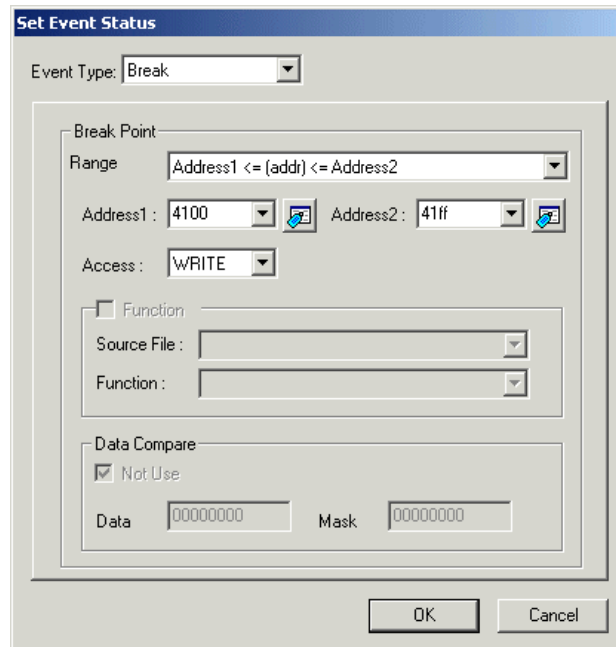 Set Event Status
Event Type: Break
Break Point
Range Address1 <= (addr) <= Address2
Address1 : 4100 Address2 : 41ff
Access : WRITE
Function
Source File :
Function :
Data Compare
Not Use
Data 00000000 Mask 00000000
OK Cancel